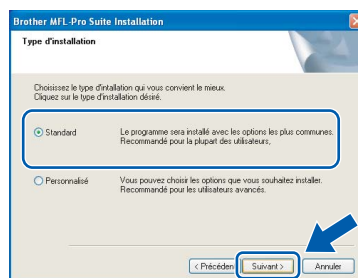 Brother MFL-Pro Suite Installation
Type d'installation
Choisissez le type d'intallation qui vous convient le mieux.
Cliquez sur le type d'installation désiré.
Standard
Le programme sera installé avec les options les plus communes.
Recommandé pour la plupart des utilisateurs,
Personnalisé
Vous pouvez choisir les options que vous souhaitez installer.
Recommandé pour les utilisateurs avancés.
< Précéden
Suivant >
Annuler